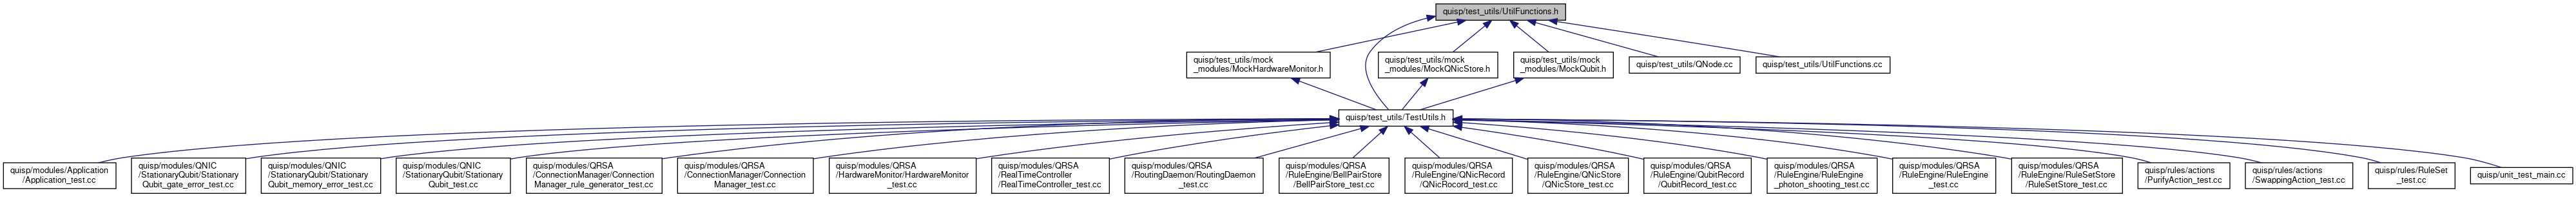 quisp/test_utils/UtilFunctions.h
quisp/test_utils/mock
_modules/MockHardwareMonitor.h
quisp/test_utils/mock
_modules/MockQNicStore.h
quisp/test_utils/mock
_modules/MockQubit.h
quisp/test_utils/QNode.cc
quisp/test_utils/UtilFunctions.cc
quisp/test_utils/TestUtils.h
quisp/modules/Application
/Application_test.cc
quisp/modules/QNIC
/StationaryQubit/Stationary
Qubit_gate_error_test.cc
quisp/modules/QNIC
/StationaryQubit/Stationary
Qubit_memory_error_test.cc
quisp/modules/QNIC
/StationaryQubit/Stationary
Qubit_test.cc
quisp/modules/QRSA
/ConnectionManager/Connection
Manager_rule_generator_test.cc
quisp/modules/QRSA
/ConnectionManager/Connection
Manager_test.cc
quisp/modules/QRSA
/HardwareMonitor/HardwareMonitor
_test.cc
quisp/modules/QRSA
/RealTimeController
/RealTimeController_test.cc
quisp/modules/QRSA
/RoutingDaemon/RoutingDaemon
_test.cc
quisp/modules/QRSA
/RuleEngine/BellPairStore
/BellPairStore_test.cc
quisp/modules/QRSA
/RuleEngine/QNicRecord
/QNicRocord_test.cc
quisp/modules/QRSA
/RuleEngine/QNicStore
/QNicStore_test.cc
quisp/modules/QRSA
/RuleEngine/QubitRecord
/QubitRecord_test.cc
quisp/modules/QRSA
/RuleEngine/RuleEngine
_photon_shooting_test.cc
quisp/modules/QRSA
/RuleEngine/RuleEngine
_test.cc
quisp/modules/QRSA
/RuleEngine/RuleSetStore
/RuleSetStore_test.cc
quisp/rules/actions
/PurifyAction_test.cc
quisp/rules/actions
/SwappingAction_test.cc
quisp/rules/RuleSet
_test.cc
quisp/unit_test_main.cc